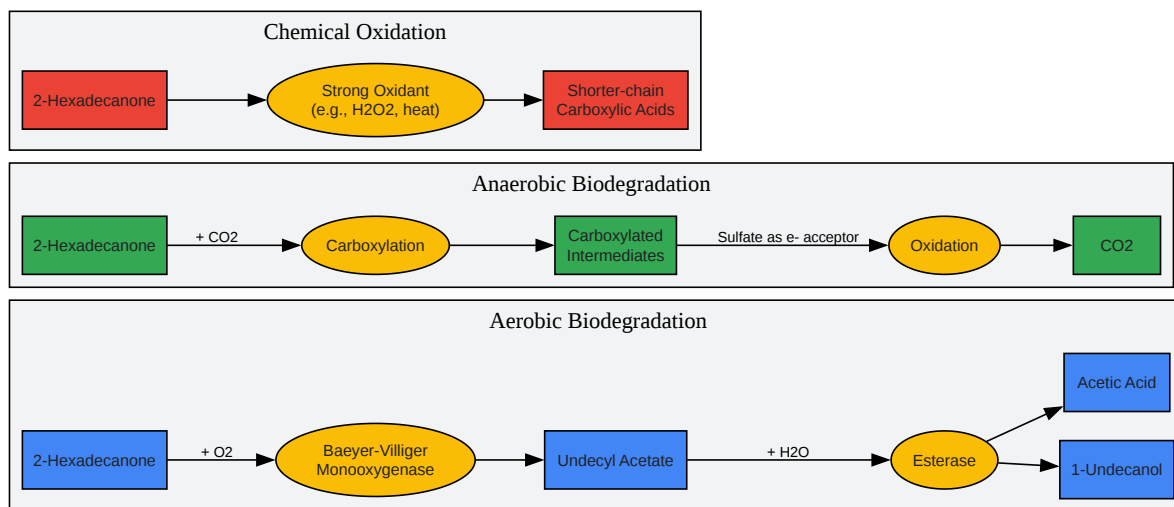 Chemical Oxidation
2-Hexadecanone
Strong Oxidant
(e.g., H2O2, heat)
Shorter-chain
Carboxylic Acids
Anaerobic Biodegradation
2-Hexadecanone
+ CO2
Carboxylation
Carboxylated
Intermediates
Sulfate as e- acceptor
Oxidation
CO2
Aerobic Biodegradation
2-Hexadecanone
+ O2
Baeyer-Villiger
Monooxygenase
Undecyl Acetate
+ H2O
Esterase
Acetic Acid
1-Undecanol